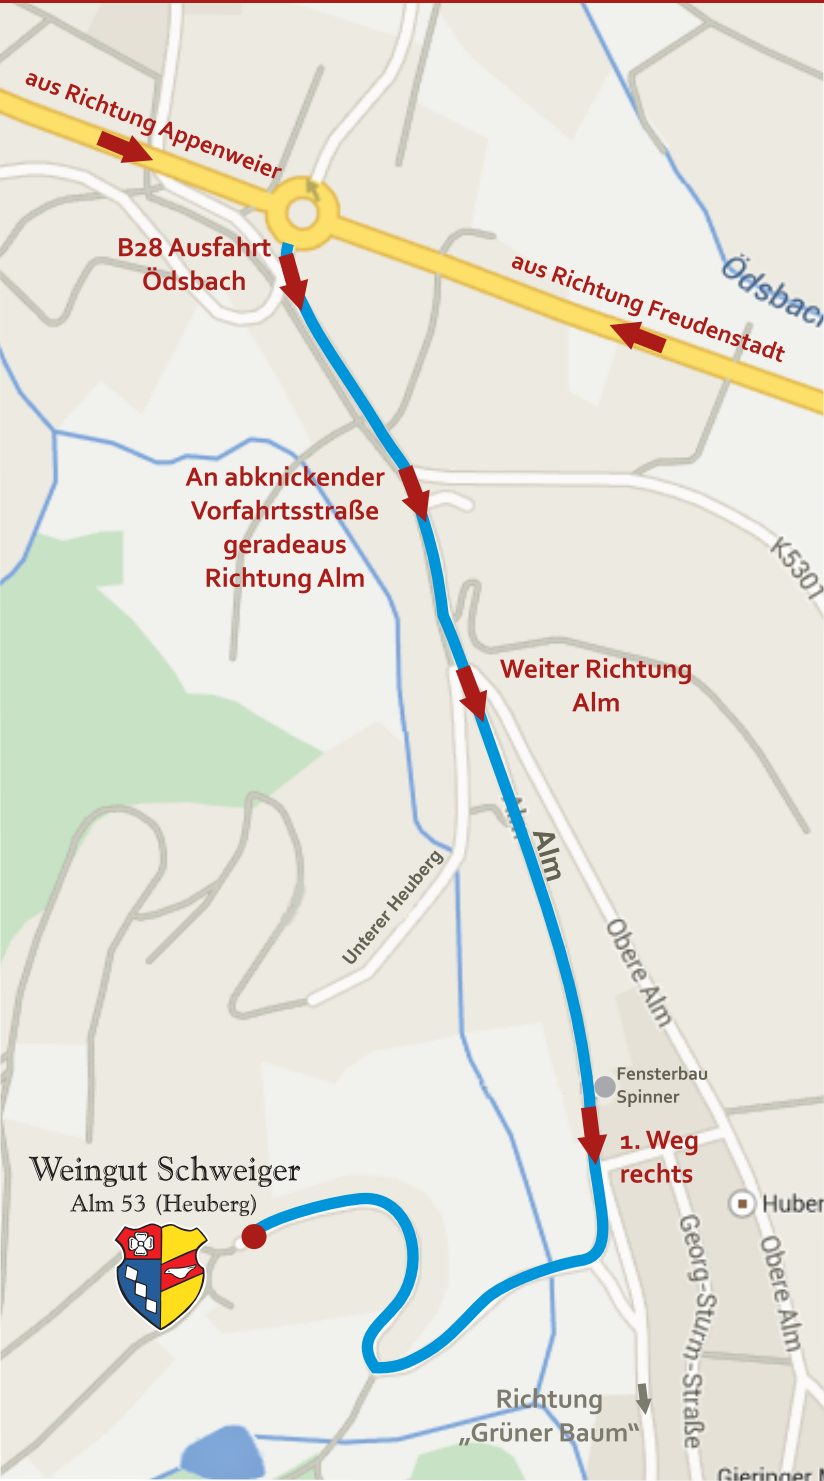 aus Richtung Appenweier
B28 Ausfahrt
Ödsbach
aus Richtung Freudenstadt
Ödsbach
An abknickender
Vorfahrtsstraße
geradeaus
Richtung Alm
K5301
Weiter Richtung
Alm
Alm
Alm
Unterer Heuberg
Obere Alm
Fensterbau
Spinner
1. Weg
rechts
Weingut Schweiger
Alm 53 (Heuberg)
Huber
Georg-Sturm-Straße
Obere Alm
Richtung
„Grüner Baum“